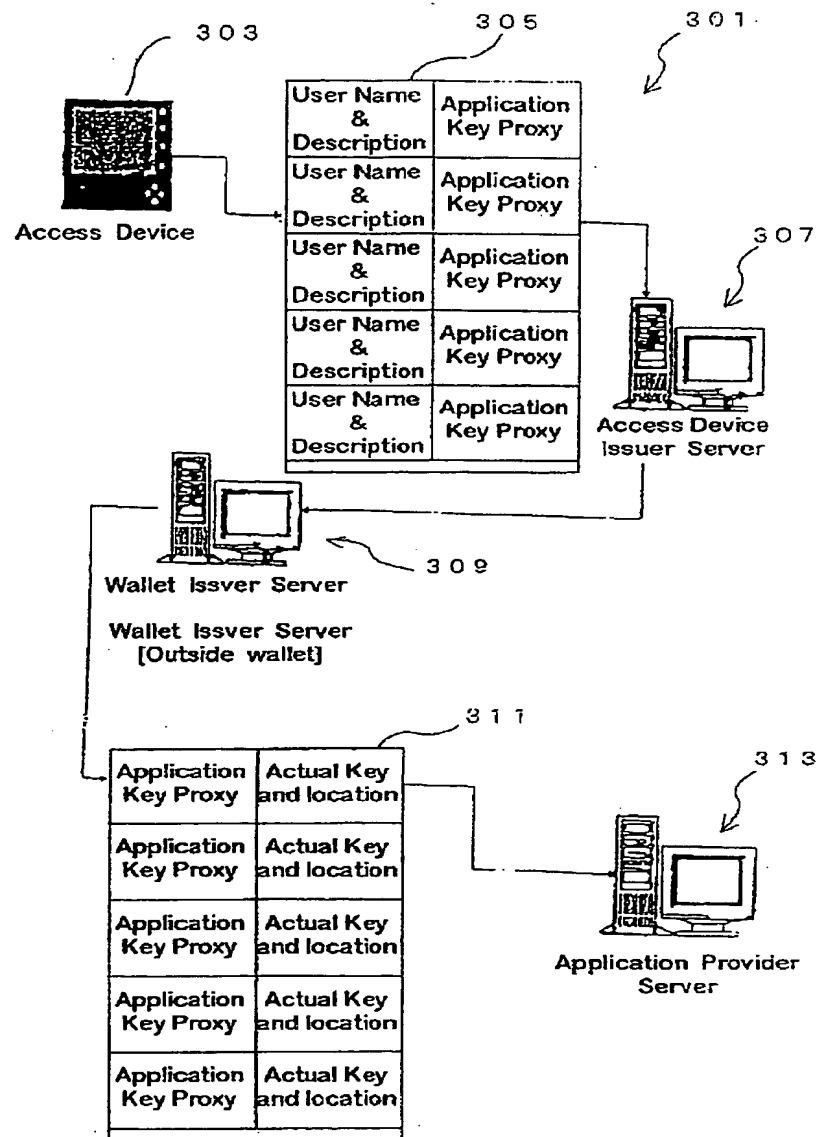 303
305
301
User Name
&
Description
Application
Key Proxy
User Name
&
Description
Application
Key Proxy
User Name
&
Description
Application
Key Proxy
User Name
&
Description
Application
Key Proxy
User Name
&
Description
Application
Key Proxy
Access Device
307
Access Device
Issuer Server
309
Wallet Issver Server
Wallet Issver Server
[Outside wallet]
311
Application
Key Proxy
Actual Key
and location
Application
Key Proxy
Actual Key
and location
Application
Key Proxy
Actual Key
and location
Application
Key Proxy
Actual Key
and location
Application
Key Proxy
Actual Key
and location
313
Application Provider
Server